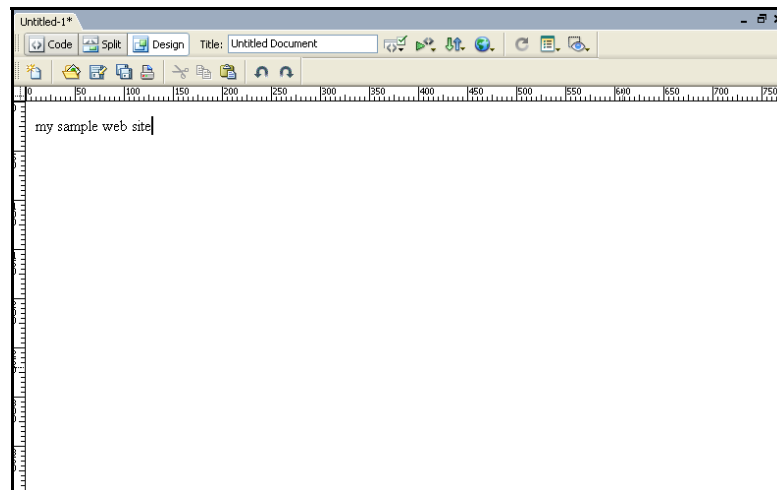 Untitled-1*
Code Split Design Title: Untitled Document
0 50 100 150 200 250 300 350 400 450 500 550 600 650 700 750
my sample web site